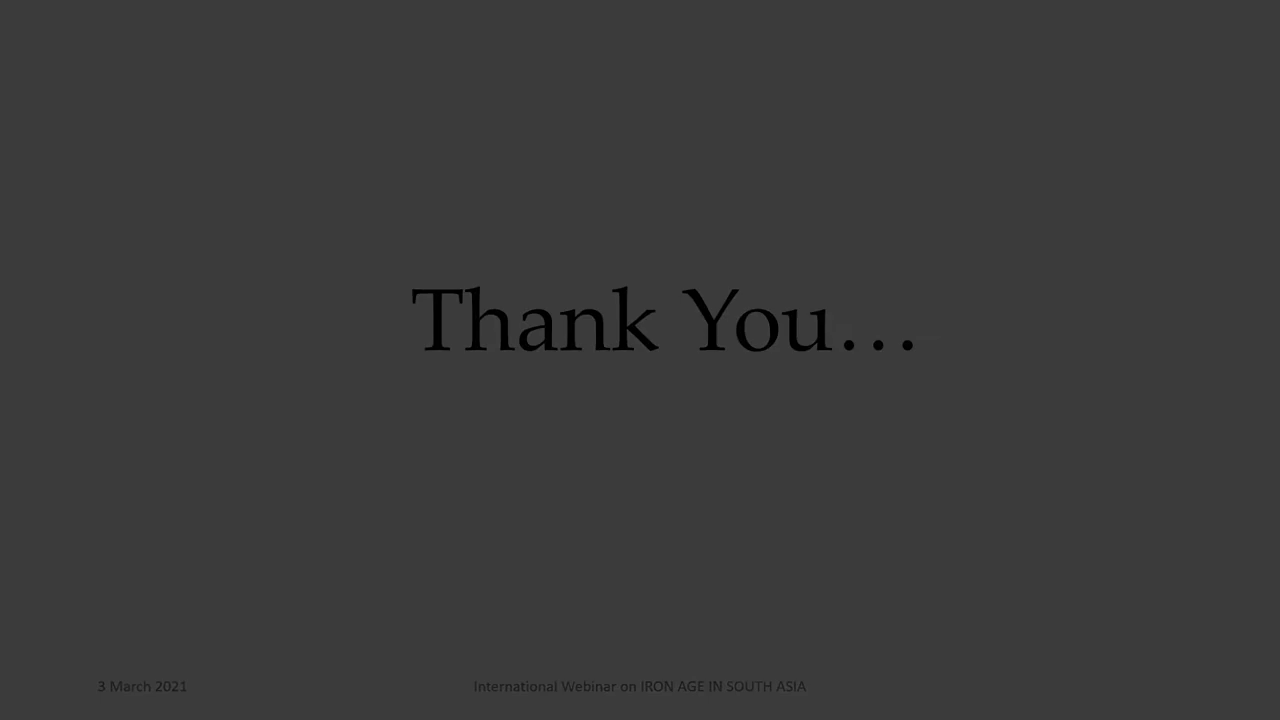 Thank You...
3 March 2021
International Webinar on IRON AGE IN SOUTH ASIA